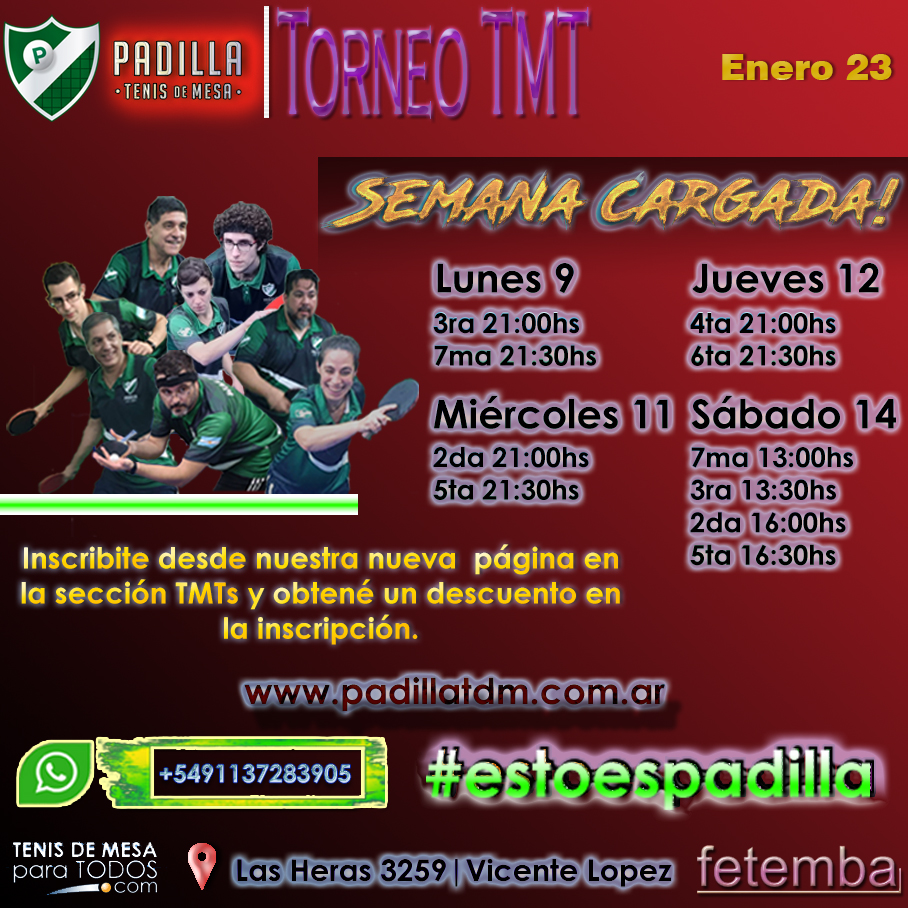 P
PADILLA
• TENIS DE MESA •
TORNEO TMT
Enero 23
SEMANA CARGADA!
Lunes 9
3ra 21:00hs
7ma 21:30hs
Jueves 12
4ta 21:00hs
6ta 21:30hs
Miércoles 11
2da 21:00hs
5ta 21:30hs
Sábado 14
7ma 13:00hs
3ra 13:30hs
2da 16:00hs
5ta 16:30hs
Inscribite desde nuestra nueva página en
la sección TMTs y obtené un descuento en
la inscripción.
www.padillatdm.com.ar
+5491137283905
#estoespadilla
TENIS DE MESA
para TODOS
.com
Las Heras 3259|Vicente Lopez
fetemba